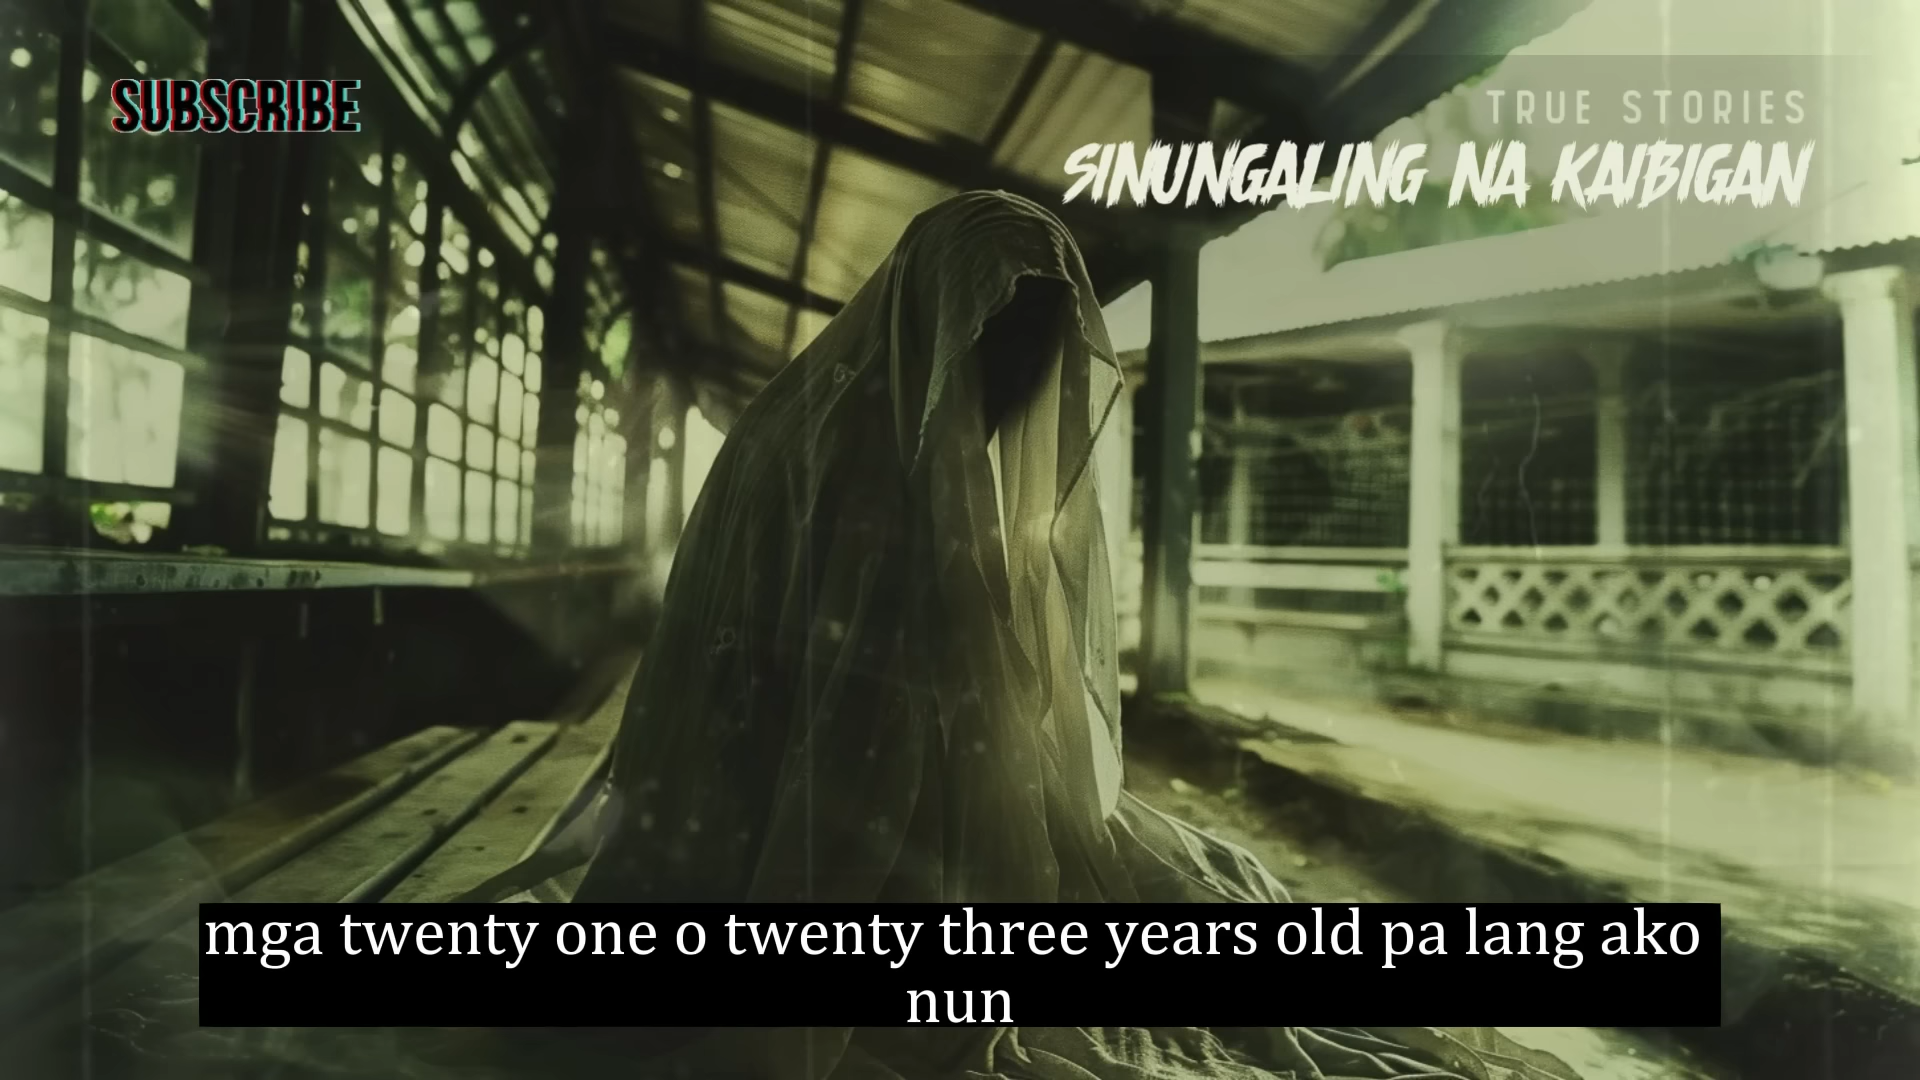 SUBSCRIBE
TRUE STORIES
SINUNGALING NA KAIBIGAN
mga twenty one o twenty three years old pa lang ako
nun